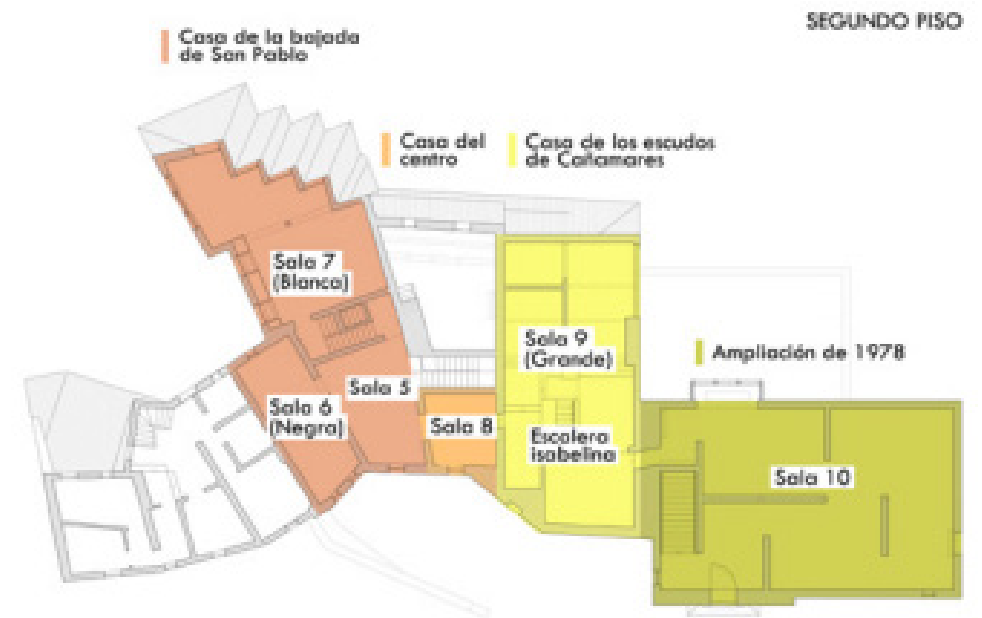 SEGUNDO PISO
Casa de la bajada
de San Pablo
Casa del
centro
Casa de los escudos
de Cañamares
Sala 7
(Blanca)
Sala 9
(Grande)
Ampliación de 1978
Sala 5
Sala 6
(Negra)
Sala 8
Escalera
isabelina
Sala 10